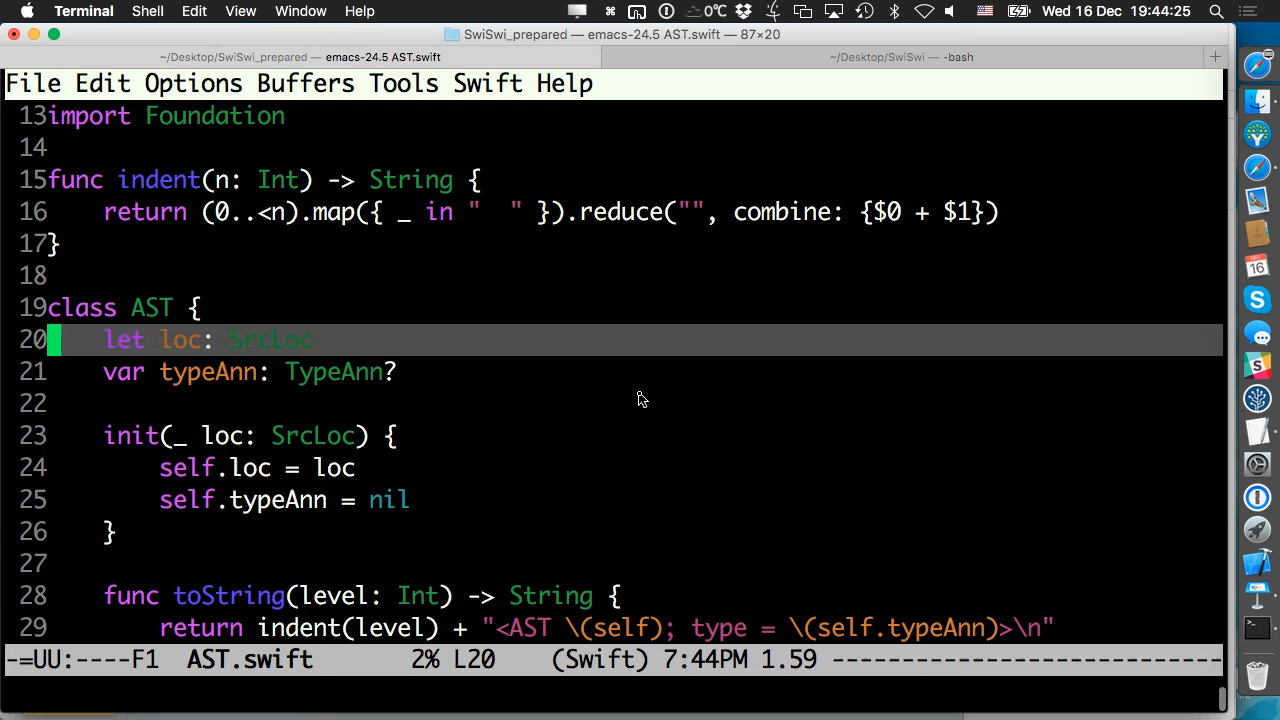 Terminal Shell Edit View Window Help 0°C Wed 16 Dec 19:44:25
SwiSwi_prepared — emacs-24.5 AST.swift — 87×20
~/Desktop/SwiSwi_prepared — emacs-24.5 AST.swift ~/Desktop/SwiSwi — -bash
File Edit Options Buffers Tools Swift Help
13import Foundation
14
15func indent(n: Int) -> String {
16    return (0..<n).map({ _ in "  " }).reduce("", combine: {$0 + $1})
17}
18
19class AST {
20    let loc: SrcLoc
21    var typeAnn: TypeAnn?
22
23    init(_ loc: SrcLoc) {
24        self.loc = loc
25        self.typeAnn = nil
26    }
27
28    func toString(level: Int) -> String {
29        return indent(level) + "<AST \(self); type = \(self.typeAnn)>\n"
-=UU:----F1  AST.swift       2% L20    (Swift) 7:44PM 1.59 ----------------------------
DEC
16